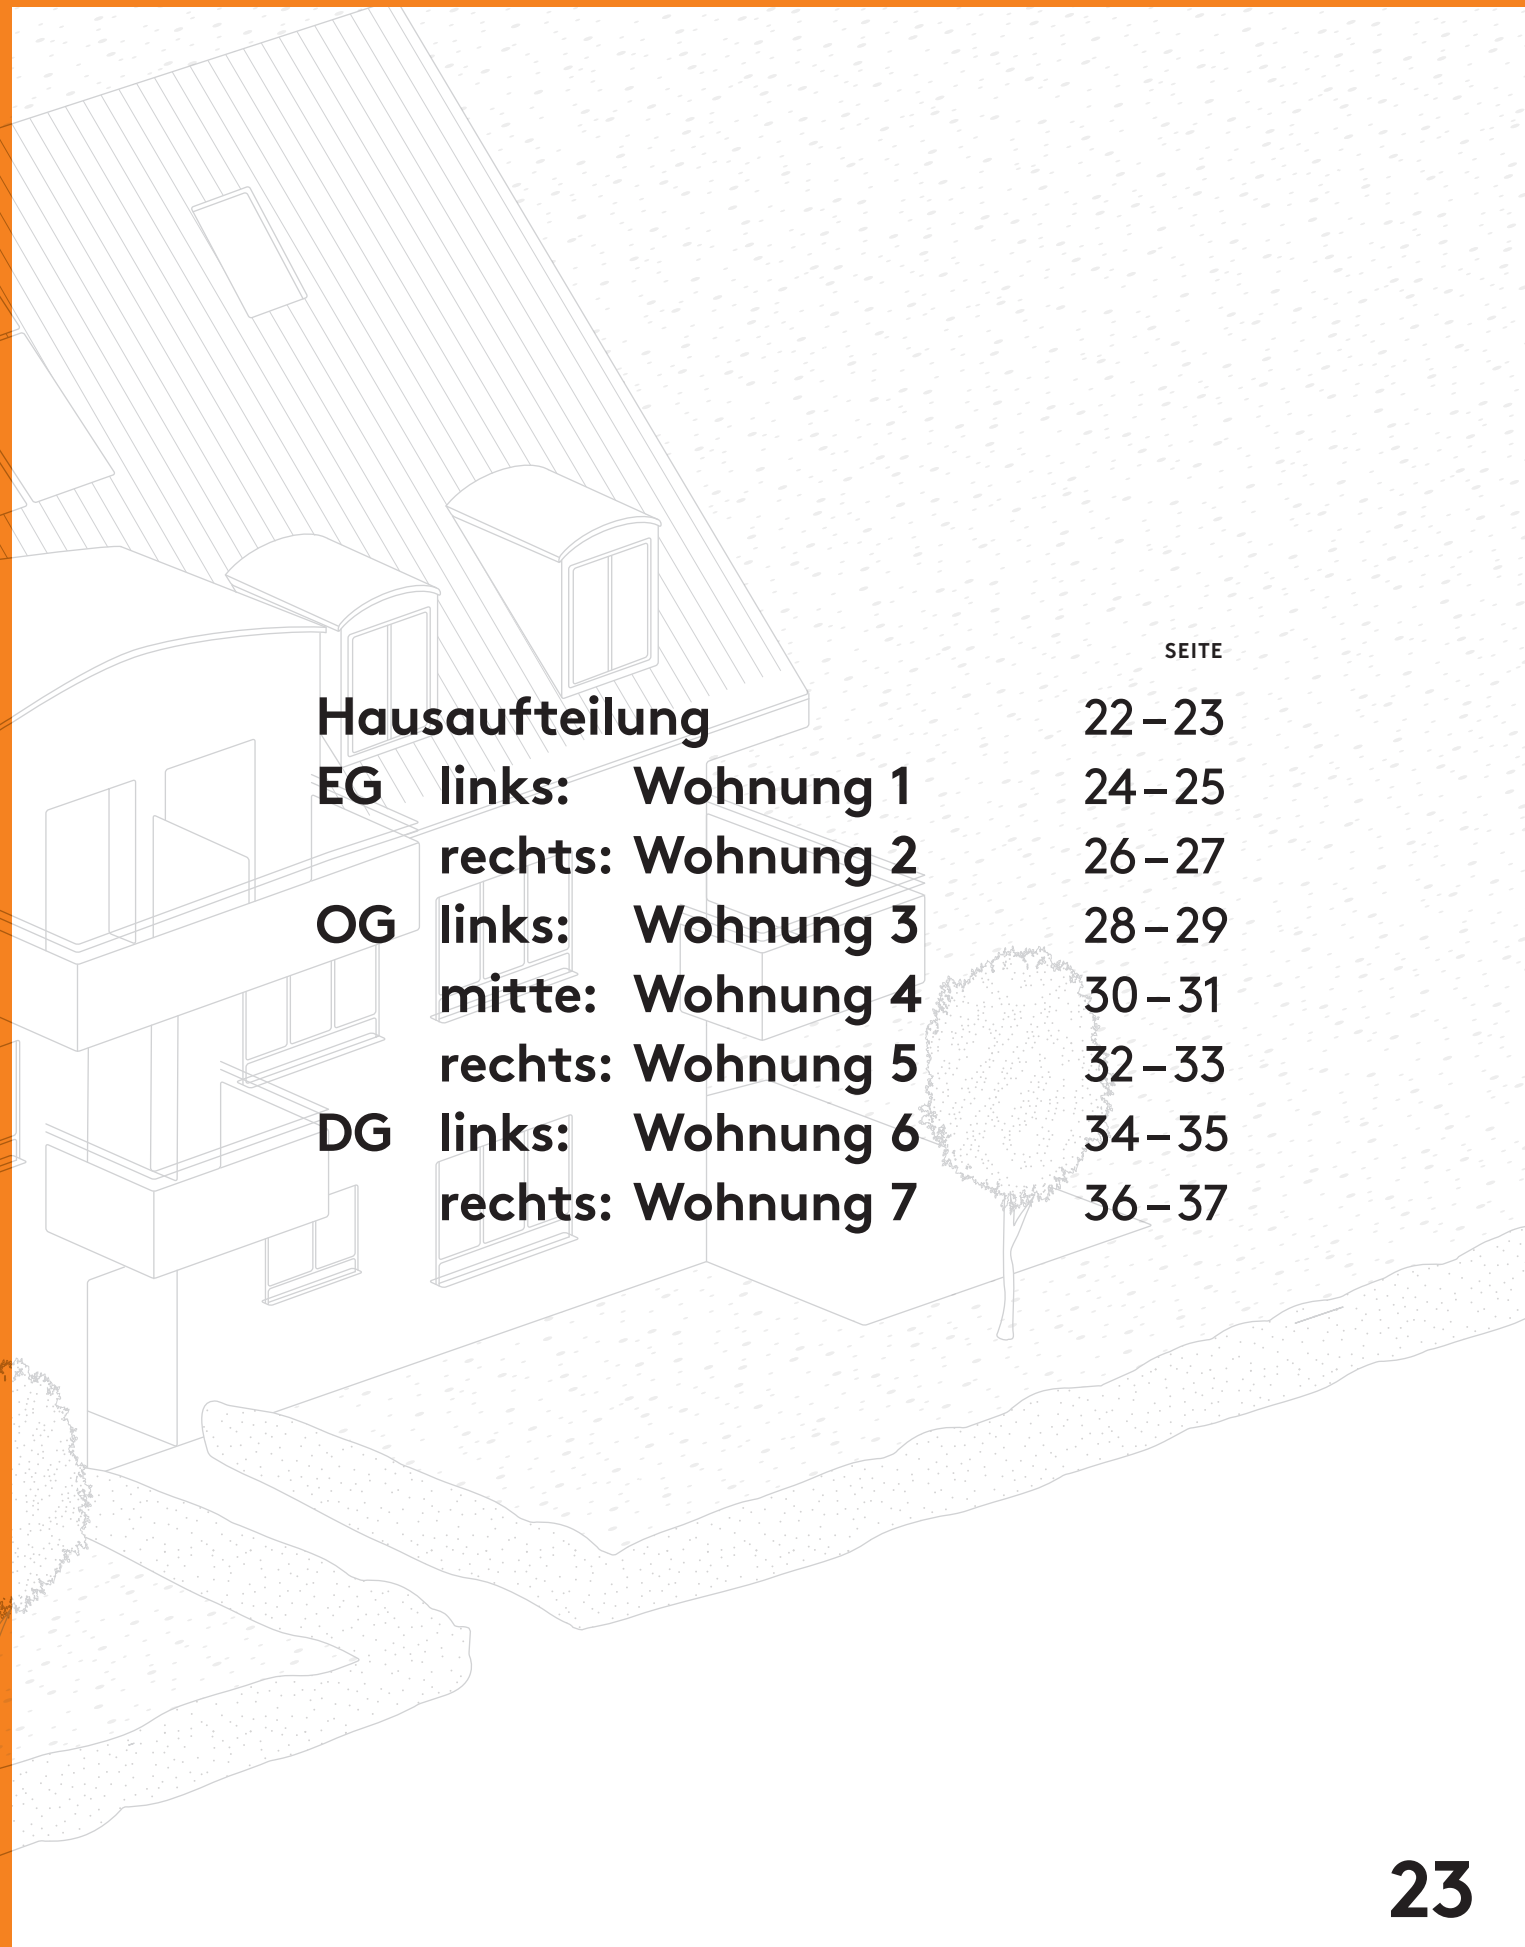 SEITE
Hausaufteilung 22–23
EG links: Wohnung 1 24–25
rechts: Wohnung 2 26–27
OG links: Wohnung 3 28–29
mitte: Wohnung 4 30–31
rechts: Wohnung 5 32–33
DG links: Wohnung 6 34–35
rechts: Wohnung 7 36–37
23